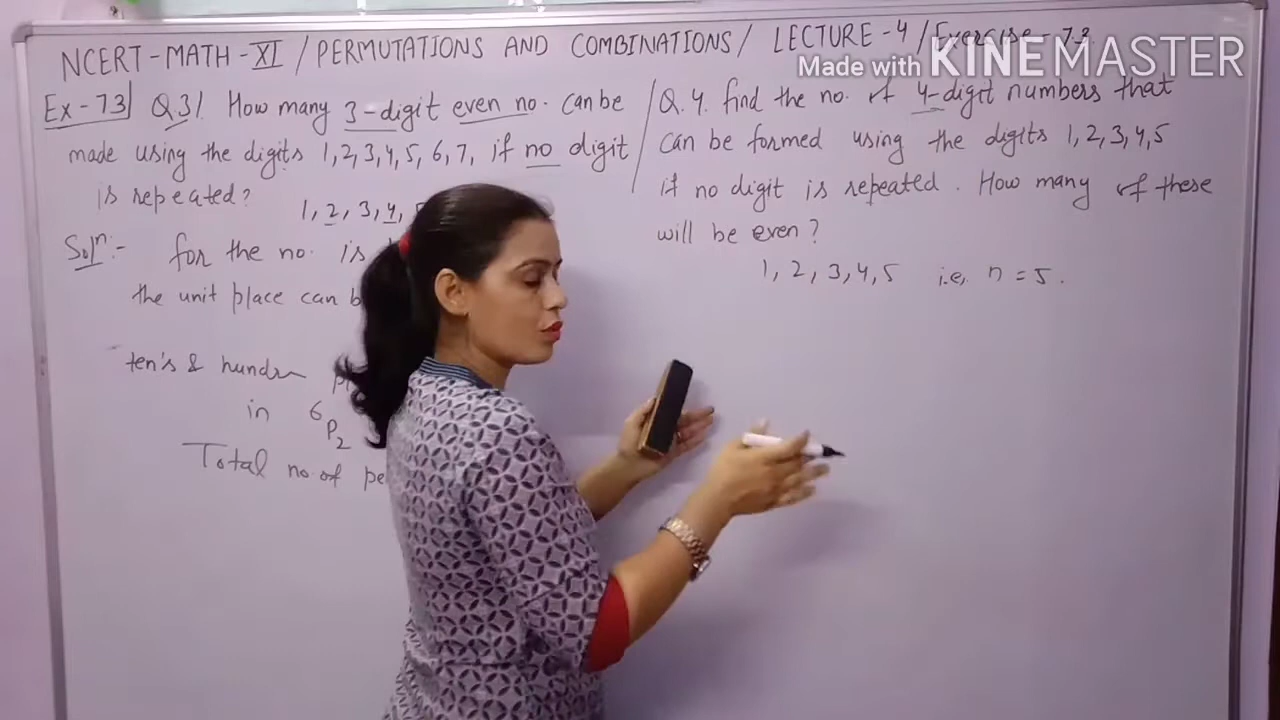 NCERT-MATH-XI / PERMUTATIONS AND COMBINATIONS / LECTURE-4 / Exercise-7.3
Made with KINEMASTER
Ex-7.3 Q.3/ How many 3-digit even no. can be
made using the digits 1,2,3,4,5,6,7, if no digit
is repeated?
1, 2, 3, 4,
Soln:- for the no. is
the unit place can b
ten's & hundr
in 6P2
Total no. of pe
Q.4. find the no. of 4-digit numbers that
can be formed using the digits 1,2,3,4,5
if no digit is repeated. How many of these
will be even?
1, 2, 3, 4, 5 i.e, n = 5.